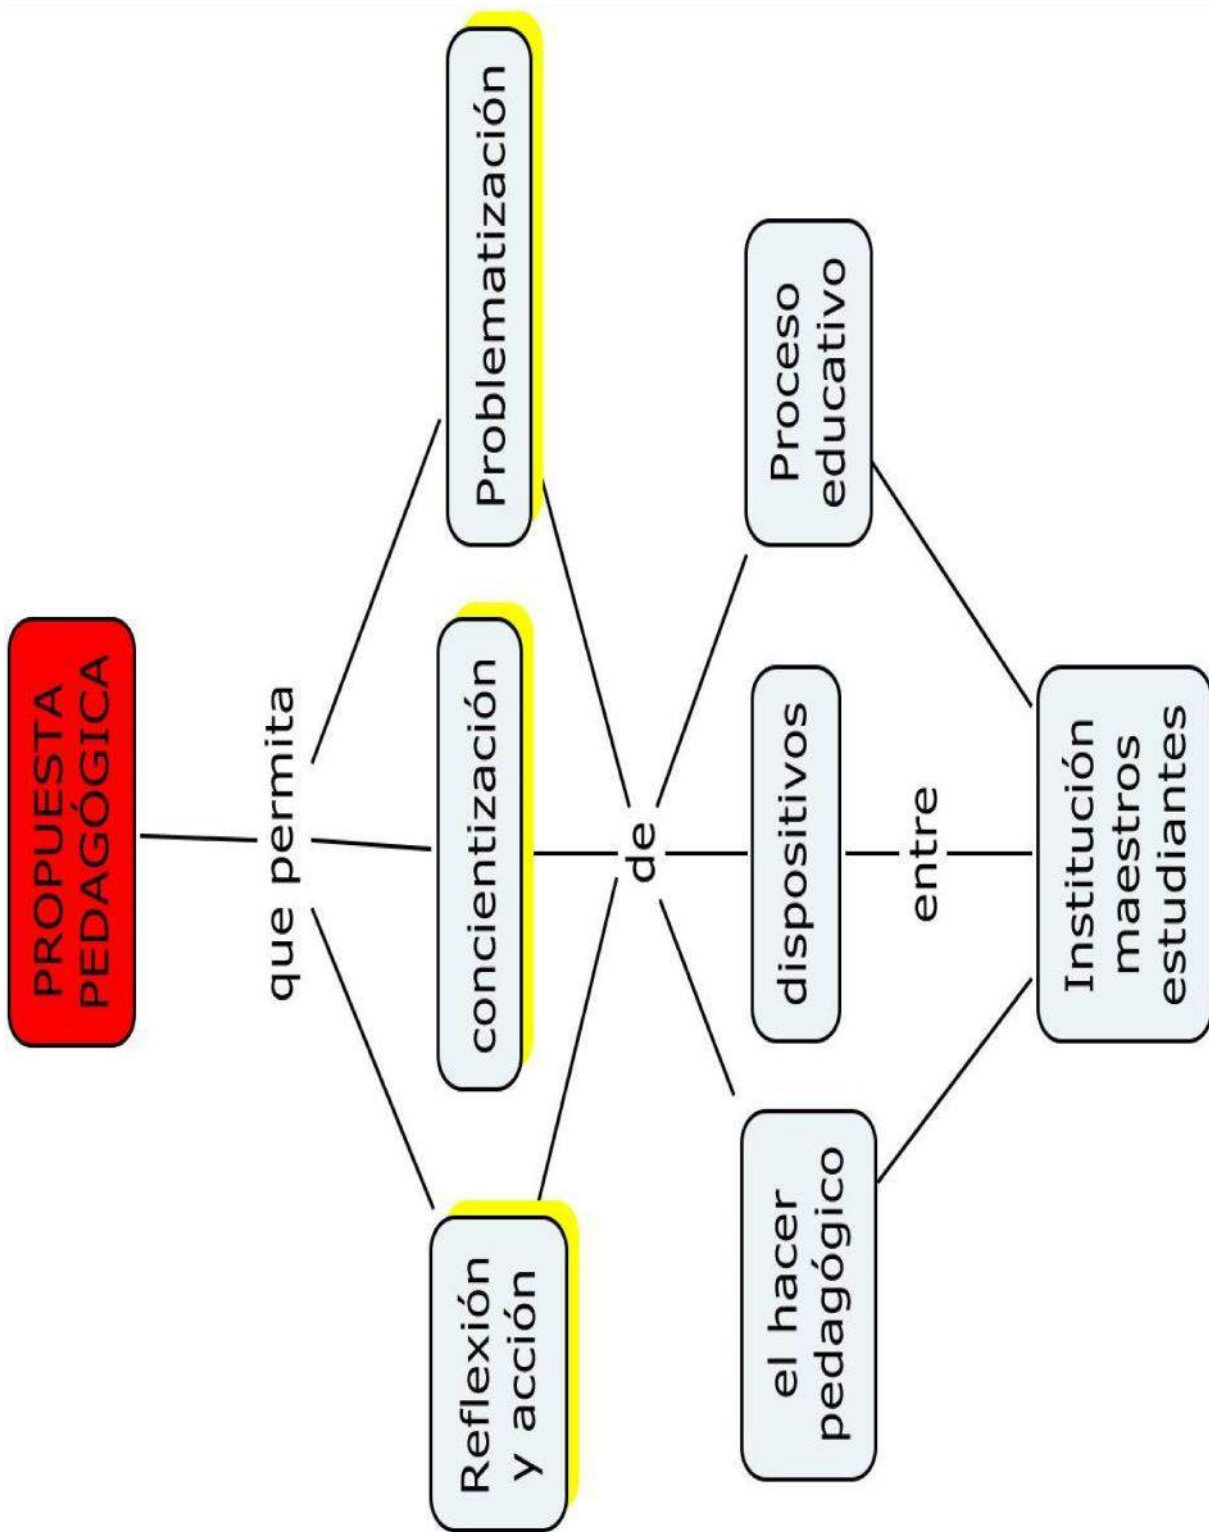 PROPUESTA
PEDAGÓGICA
que permita
Reflexión
y acción
concientización
Problematización
de
el hacer
pedagógico
dispositivos
Proceso
educativo
entre
Institución
maestros
estudiantes